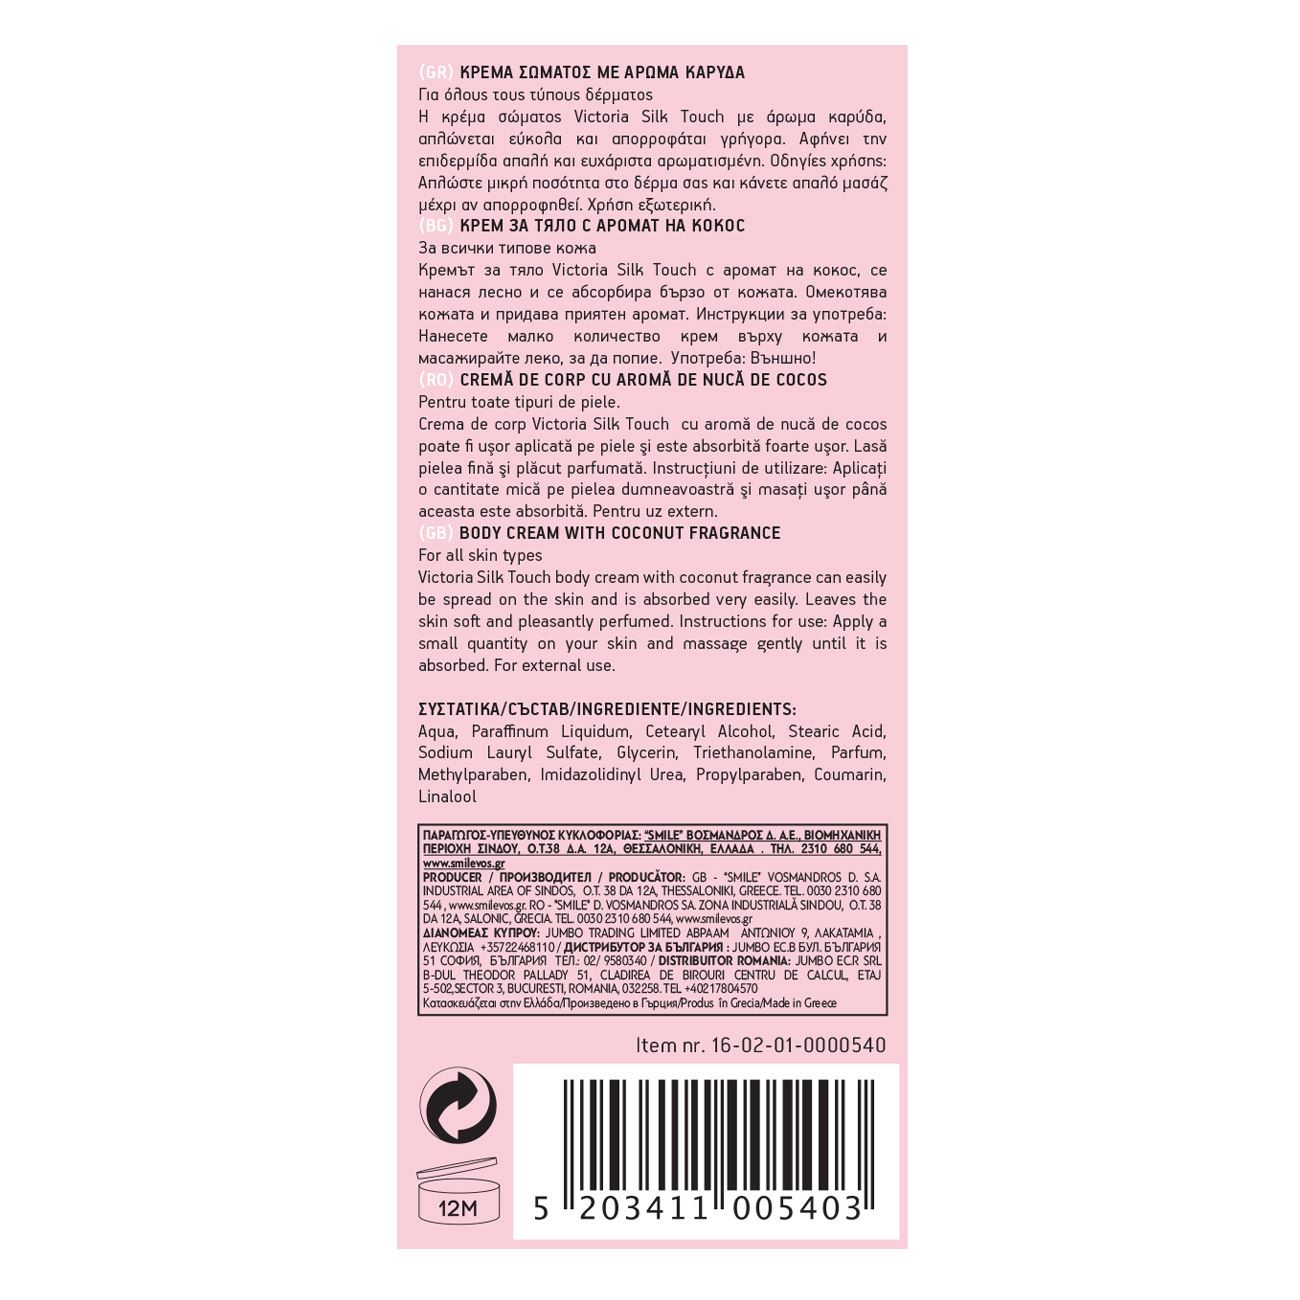 (GR) ΚΡΕΜΑ ΣΩΜΑΤΟΣ ΜΕ ΑΡΩΜΑ ΚΑΡΥΔΑ
Για όλους τους τύπους δέρματος
Η κρέμα σώματος Victoria Silk Touch με άρωμα καρύδα,
απλώνεται εύκολα και απορροφάται γρήγορα. Αφήνει την
επιδερμίδα απαλή και ευχάριστα αρωματισμένη. Οδηγίες χρήσης:
Απλώστε μικρή ποσότητα στο δέρμα σας και κάνετε απαλό μασάζ
μέχρι αν απορροφηθεί. Χρήση εξωτερική.
(BG) КРЕМ ЗА ТЯЛО С АРОМАТ НА КОКОС
За всички типове кожа
Кремът за тяло Victoria Silk Touch с аромат на кокос, се
нанася лесно и се абсорбира бързо от кожата. Омекотява
кожата и придава приятен аромат. Инструкции за употреба:
Нанесете малко количество крем върху кожата и
масажирайте леко, за да попие. Употреба: Външно!
(RO) CREMĂ DE CORP CU AROMĂ DE NUCĂ DE COCOS
Pentru toate tipuri de piele.
Crema de corp Victoria Silk Touch cu aromă de nucă de cocos
poate fi uşor aplicată pe piele şi este absorbită foarte uşor. Lasă
pielea fină şi plăcut parfumată. Instrucţiuni de utilizare: Aplicaţi
o cantitate mică pe pielea dumneavoastră şi masaţi uşor până
aceasta este absorbită. Pentru uz extern.
(GB) BODY CREAM WITH COCONUT FRAGRANCE
For all skin types
Victoria Silk Touch body cream with coconut fragrance can easily
be spread on the skin and is absorbed very easily. Leaves the
skin soft and pleasantly perfumed. Instructions for use: Apply a
small quantity on your skin and massage gently until it is
absorbed. For external use.
ΣΥΣΤΑΤΙΚΑ/СЪСТАВ/INGREDIENTE/INGREDIENTS:
Aqua, Paraffinum Liquidum, Cetearyl Alcohol, Stearic Acid,
Sodium Lauryl Sulfate, Glycerin, Triethanolamine, Parfum,
Methylparaben, Imidazolidinyl Urea, Propylparaben, Coumarin,
Linalool
ΠΑΡΑΓΩΓΟΣ-ΥΠΕΥΘΥΝΟΣ ΚΥΚΛΟΦΟΡΙΑΣ: "SMILE" ΒΟΣΜΑΝΔΡΟΣ Δ. Α.Ε., ΒΙΟΜΗΧΑΝΙΚΗ
ΠΕΡΙΟΧΗ ΣΙΝΔΟΥ, Ο.Τ.38 Δ.Α. 12Α, ΘΕΣΣΑΛΟΝΙΚΗ, ΕΛΛΑΔΑ . ΤΗΛ. 2310 680 544,
www.smilevos.gr
PRODUCER / ПРОИЗВОДИТЕЛ / PRODUCĂTOR: GB - "SMILE" VOSMANDROS D. S.A.
INDUSTRIAL AREA OF SINDOS, O.T. 38 DA 12A, THESSALONIKI, GREECE. TEL. 0030 2310 680
544 , www.smilevos.gr. RO - "SMILE" D. VOSMANDROS SA. ZONA INDUSTRIALĂ SINDOU, O.T. 38
DA 12A, SALONIC, GRECIA. TEL. 0030 2310 680 544, www.smilevos.gr
ΔΙΑΝΟΜΕΑΣ ΚΥΠΡΟΥ: JUMBO TRADING LIMITED ΑΒΡΑΑΜ ΑΝΤΩΝΙΟΥ 9, ΛΑΚΑΤΑΜΙΑ ,
ΛΕΥΚΩΣΙΑ +35722468110 / ДИСТРИБУТОР ЗА БЪЛГАРИЯ : JUMBO EC.B БУЛ. БЪЛГАРИЯ
51 СОФИЯ, БЪЛГАРИЯ ТЕЛ.: 02/ 9580340 / DISTRIBUITOR ROMANIA: JUMBO EC.R SRL
B-DUL THEODOR PALLADY 51, CLADIREA DE BIROURI CENTRU DE CALCUL, ETAJ
5-502,SECTOR 3, BUCURESTI, ROMANIA, 032258. TEL +40217804570
Κατασκευάζεται στην Ελλάδα/Произведено в Гърция/Produs în Grecia/Made in Greece
Item nr. 16-02-01-0000540
12M
5 203411 005403